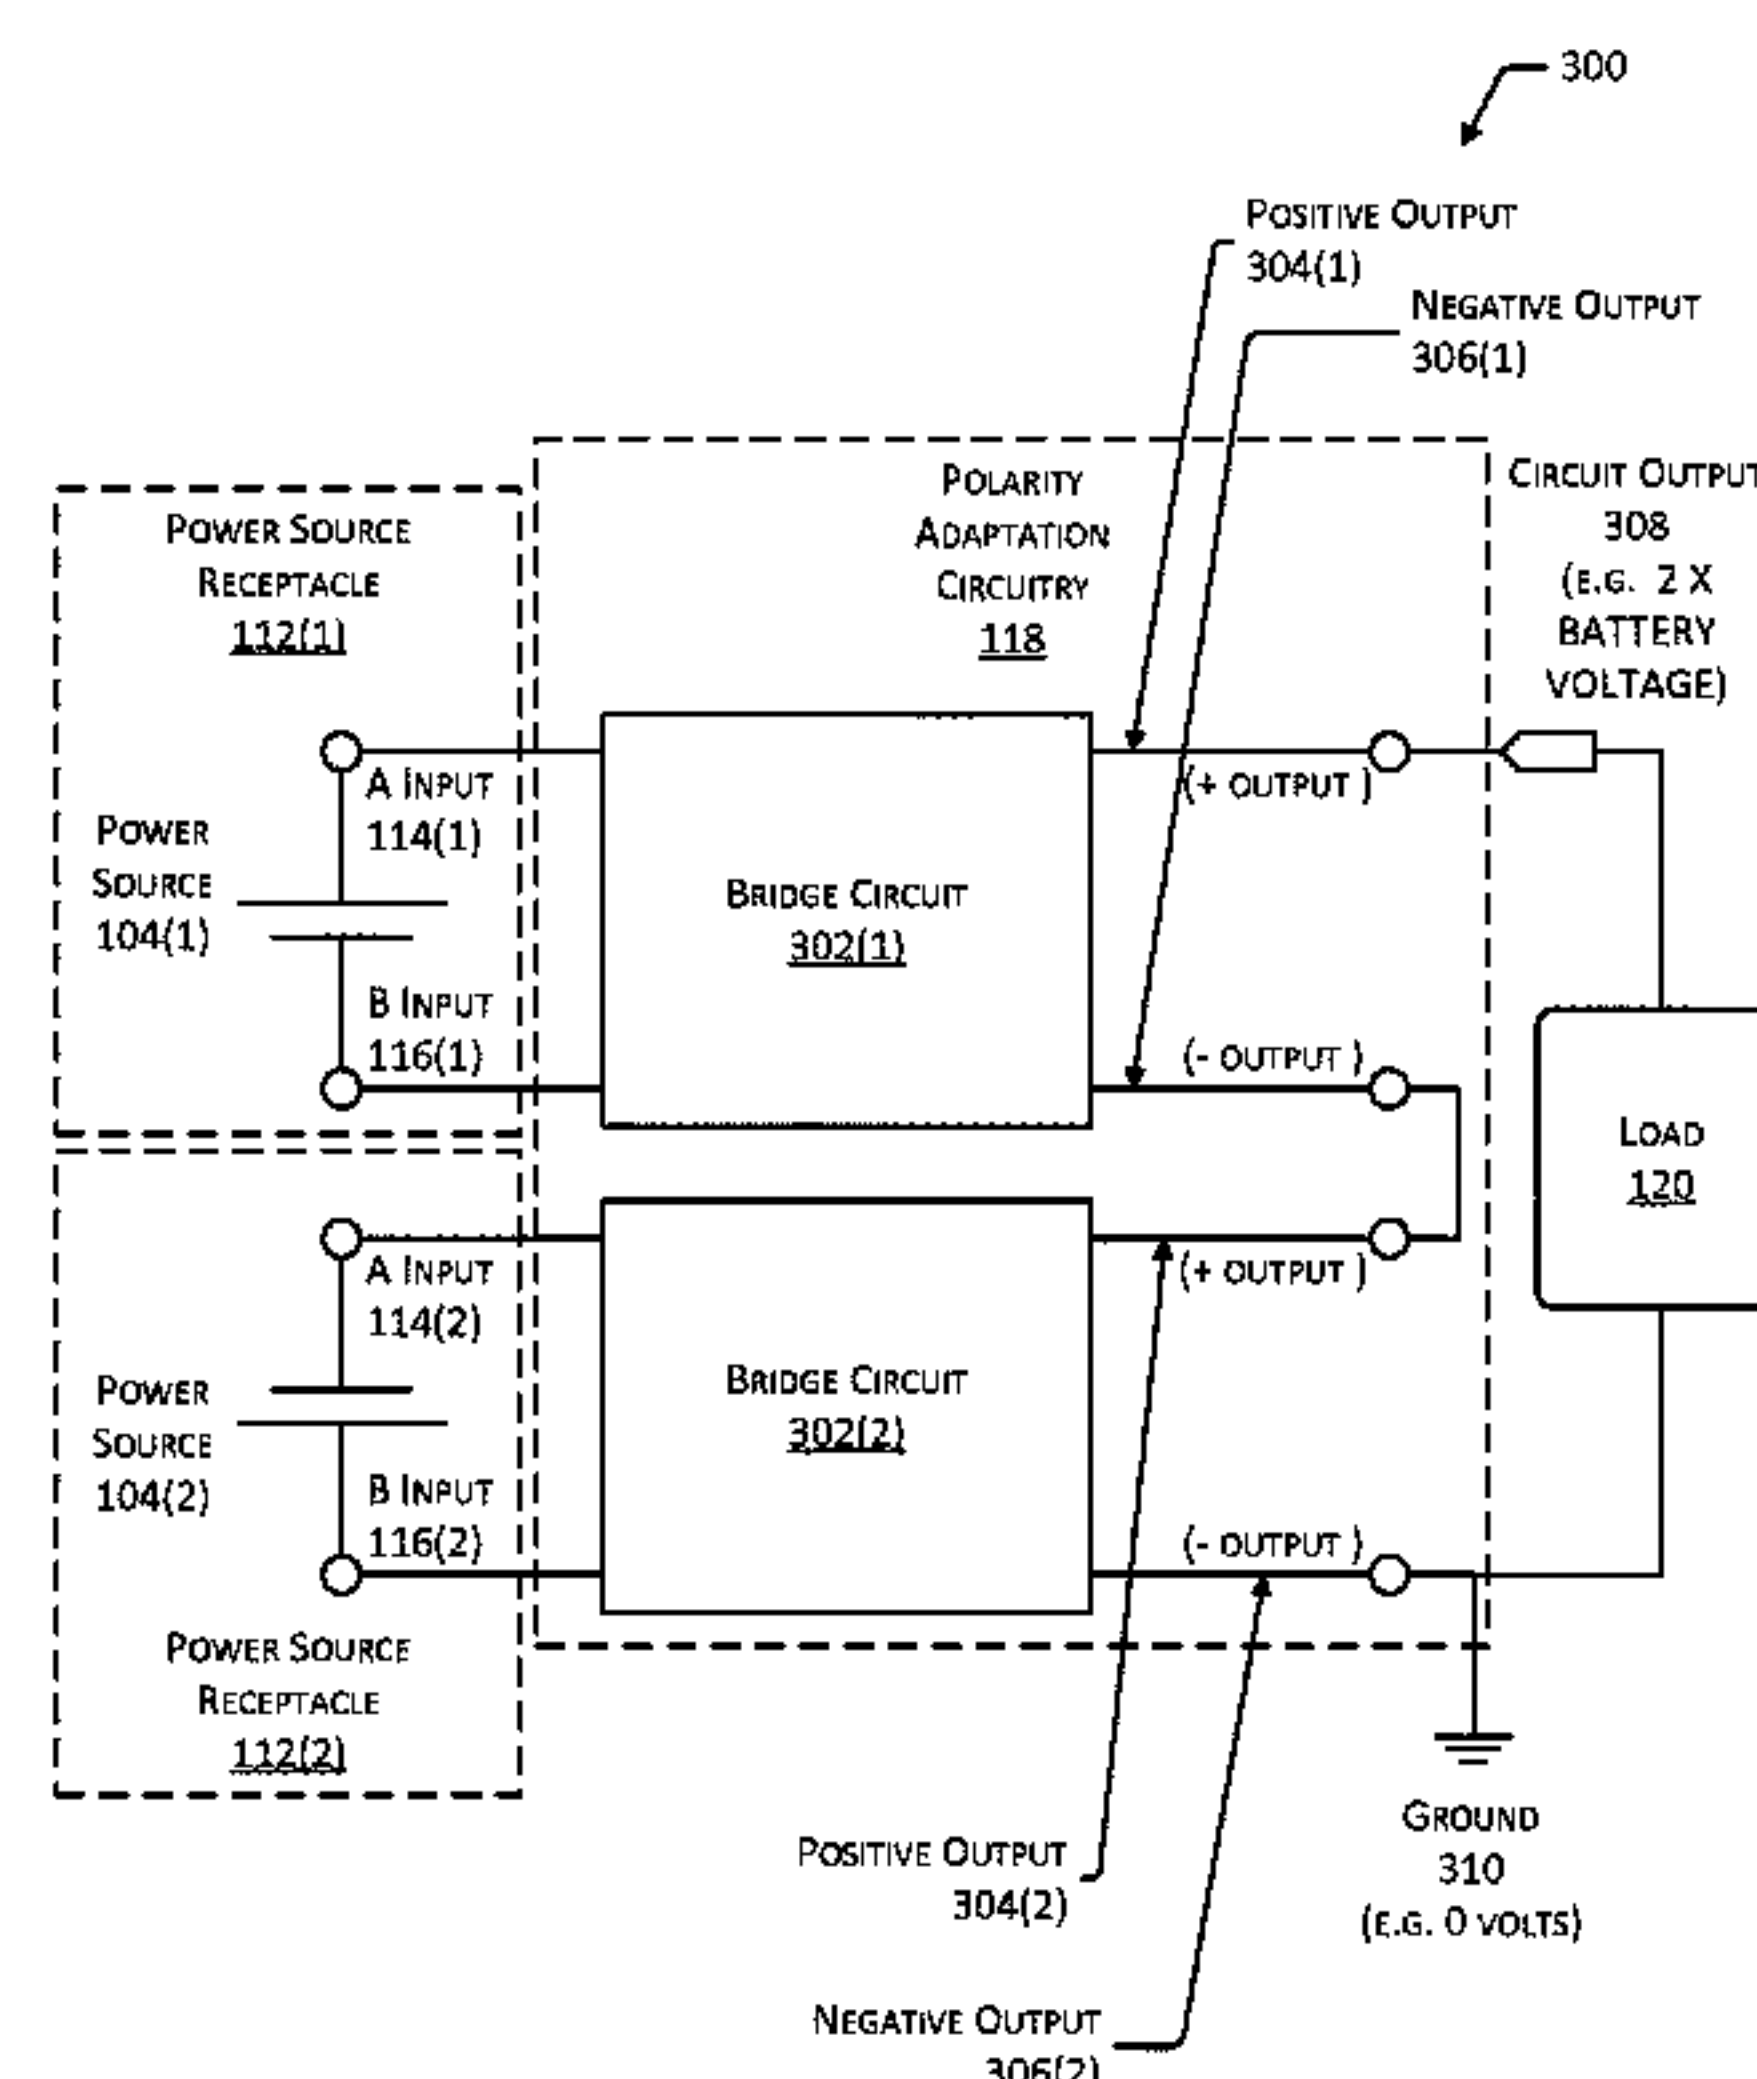 300
POSITIVE OUTPUT
304(1)
NEGATIVE OUTPUT
306(1)
POLARITY
ADAPTATION
CIRCUITRY
118
CIRCUIT OUTPUT
308
(E.G. 2 X
BATTERY
VOLTAGE)
POWER SOURCE
RECEPTACLE
112(1)
A INPUT
114(1)
POWER
SOURCE
104(1)
B INPUT
116(1)
BRIDGE CIRCUIT
302(1)
(+ OUTPUT )
(- OUTPUT )
LOAD
120
A INPUT
114(2)
POWER
SOURCE
104(2)
B INPUT
116(2)
POWER SOURCE
RECEPTACLE
112(2)
BRIDGE CIRCUIT
302(2)
(+ OUTPUT )
(- OUTPUT )
POSITIVE OUTPUT
304(2)
GROUND
310
(E.G. 0 VOLTS)
NEGATIVE OUTPUT
306(2)